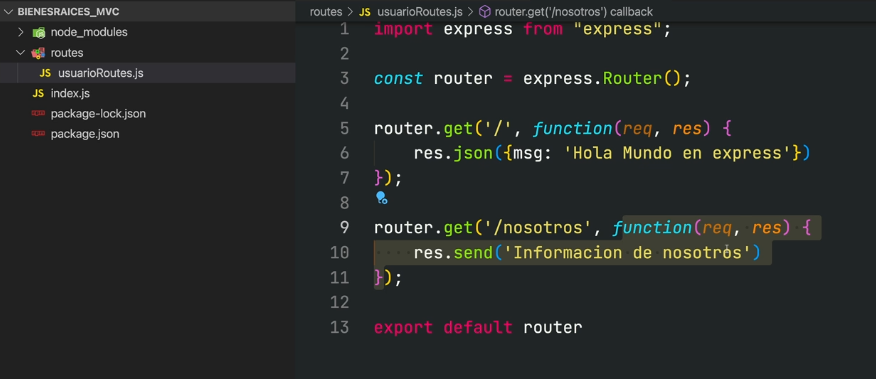 BIENESRAICES_MVC
node_modules
routes
JS usuarioRoutes.js
JS index.js
package-lock.json
package.json
routes > JS usuarioRoutes.js > router.get('/nosotros') callback
1 import express from "express";
2
3 const router = express.Router();
4
5 router.get('/', function(req, res) {
6 res.json({msg: 'Hola Mundo en express'})
7 });
8
9 router.get('/nosotros', function(req, res) {
10 res.send('Informacion de nosotros')
11 });
12
13 export default router